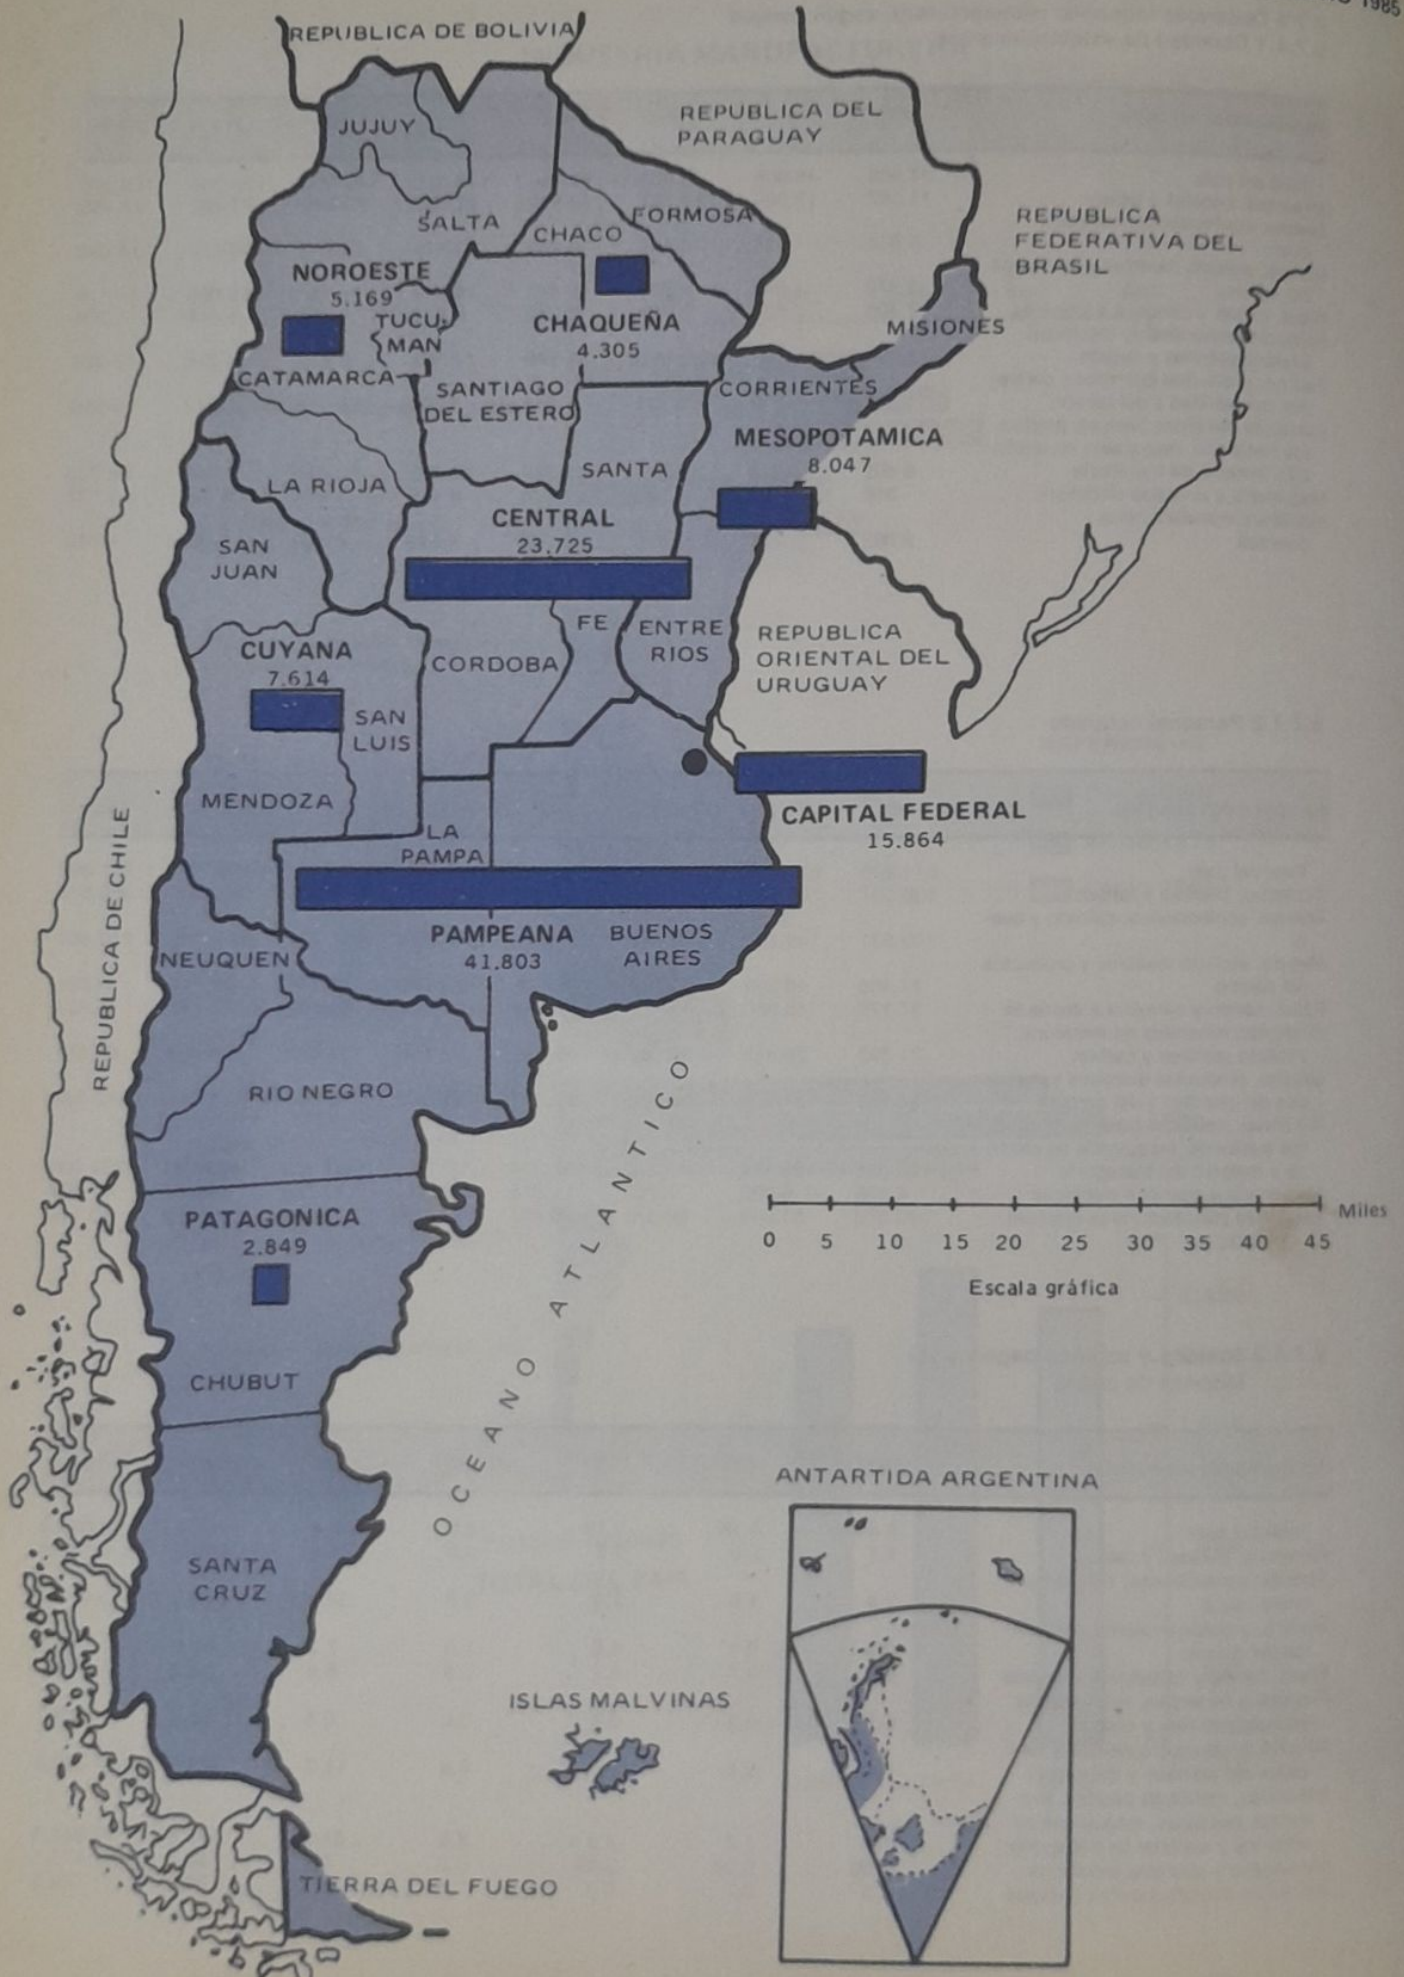 1985
REPUBLICA DE BOLIVIA
JUJUY
REPUBLICA DEL
PARAGUAY
SALTA
CHACO
FORMOSA
REPUBLICA
FEDERATIVA DEL
BRASIL
NOROESTE
5.169
TUCU-
MAN
CHAQUEÑA
4.305
MISIONES
CATAMARCA
SANTIAGO
DEL ESTERO
CORRIENTES
MESOPOTAMICA
8.047
LA RIOJA
SANTA
CENTRAL
23.725
SAN
JUAN
FE
ENTRE
RIOS
REPUBLICA
ORIENTAL DEL
URUGUAY
CUYANA
7.614
CORDOBA
SAN
LUIS
MENDOZA
CAPITAL FEDERAL
15.864
LA
PAMPA
REPUBLICA DE CHILE
PAMPEANA
41.803
BUENOS
AIRES
NEUQUEN
RIO NEGRO
OCEANO ATLANTICO
PATAGONICA
2.849
Miles
0 5 10 15 20 25 30 35 40 45
Escala gráfica
CHUBUT
ANTARTIDA ARGENTINA
SANTA
CRUZ
ISLAS MALVINAS
TIERRA DEL FUEGO